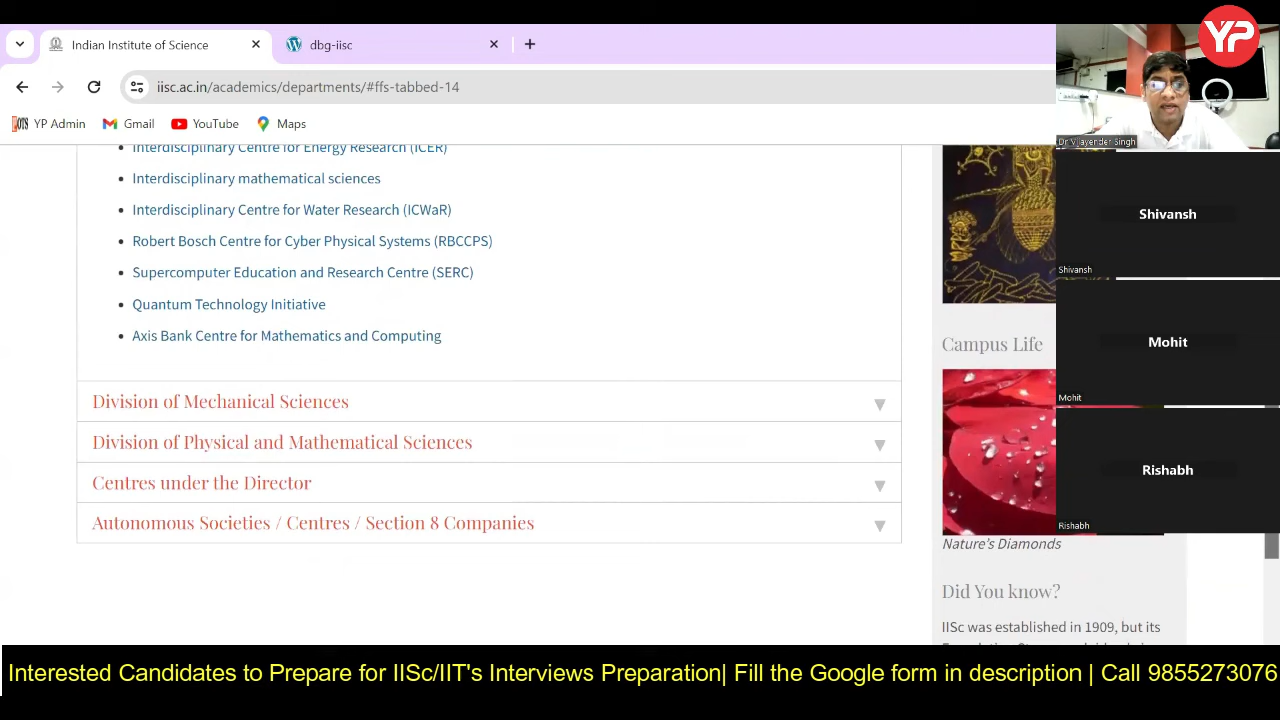 YP
Indian Institute of Science
dbg-iisc
iisc.ac.in/academics/departments/#ffs-tabbed-14
YP Admin
Gmail
YouTube
Maps
Interdisciplinary Centre for Energy Research (ICER)
Interdisciplinary mathematical sciences
Interdisciplinary Centre for Water Research (ICWaR)
Robert Bosch Centre for Cyber Physical Systems (RBCCPS)
Supercomputer Education and Research Centre (SERC)
Quantum Technology Initiative
Axis Bank Centre for Mathematics and Computing
Division of Mechanical Sciences
Division of Physical and Mathematical Sciences
Centres under the Director
Autonomous Societies / Centres / Section 8 Companies
Campus Life
Nature's Diamonds
Did You know?
IISc was established in 1909, but its
Dr Vijayender Singh
Shivansh
Shivansh
Mohit
Mohit
Rishabh
Rishabh
Interested Candidates to Prepare for IISc/IIT's Interviews Preparation| Fill the Google form in description | Call 9855273076